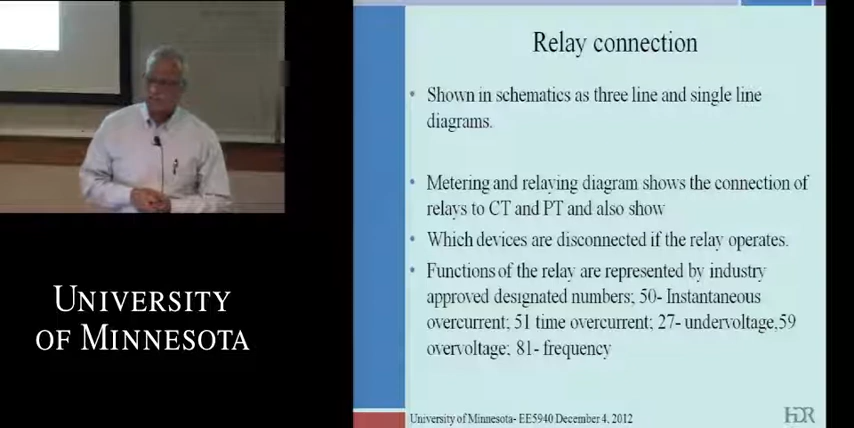 Relay connection
• Shown in schematics as three line and single line
diagrams.
• Metering and relaying diagram shows the connection of
relays to CT and PT and also show
• Which devices are disconnected if the relay operates.
• Functions of the relay are represented by industry
approved designated numbers; 50- Instantaneous
overcurrent; 51 time overcurrent; 27- undervoltage,59
overvoltage; 81- frequency
UNIVERSITY
OF MINNESOTA
University of Minnesota- EE5940 December 4, 2012
HDR